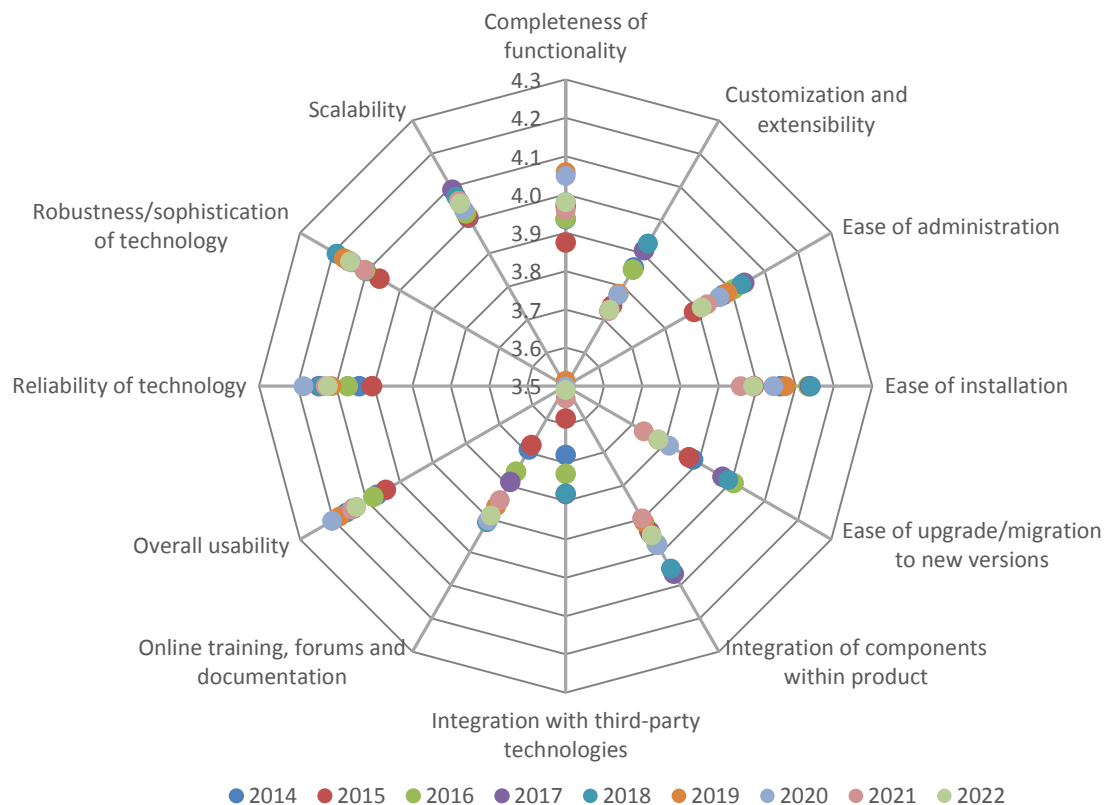 Completeness of
functionality
4.3
Customization and
extensibility
4.2
Scalability
4.1
4.0
Robustness/sophistication
of technology
Ease of administration
3.9
3.8
3.7
3.6
Reliability of technology
3.5
Ease of installation
Overall usability
Ease of upgrade/migration
to new versions
Online training, forums and
documentation
Integration of components
within product
Integration with third-party
technologies
2014 2015 2016 2017 2018 2019 2020 2021 2022